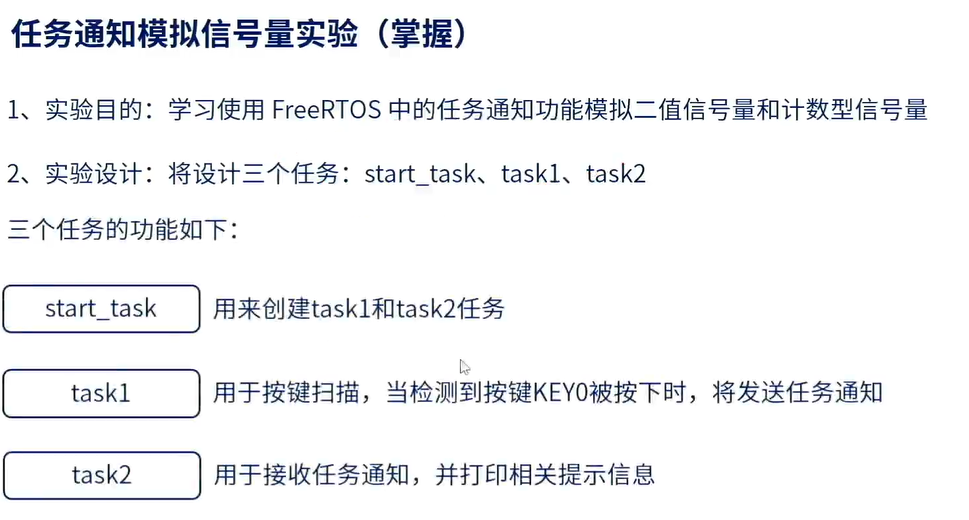 任务通知模拟信号量实验（掌握）
1、实验目的：学习使用 FreeRTOS 中的任务通知功能模拟二值信号量和计数型信号量
2、实验设计：将设计三个任务：start_task、task1、task2
三个任务的功能如下：
start_task 用来创建task1和task2任务
task1 用于按键扫描，当检测到按键KEY0被按下时，将发送任务通知
task2 用于接收任务通知，并打印相关提示信息